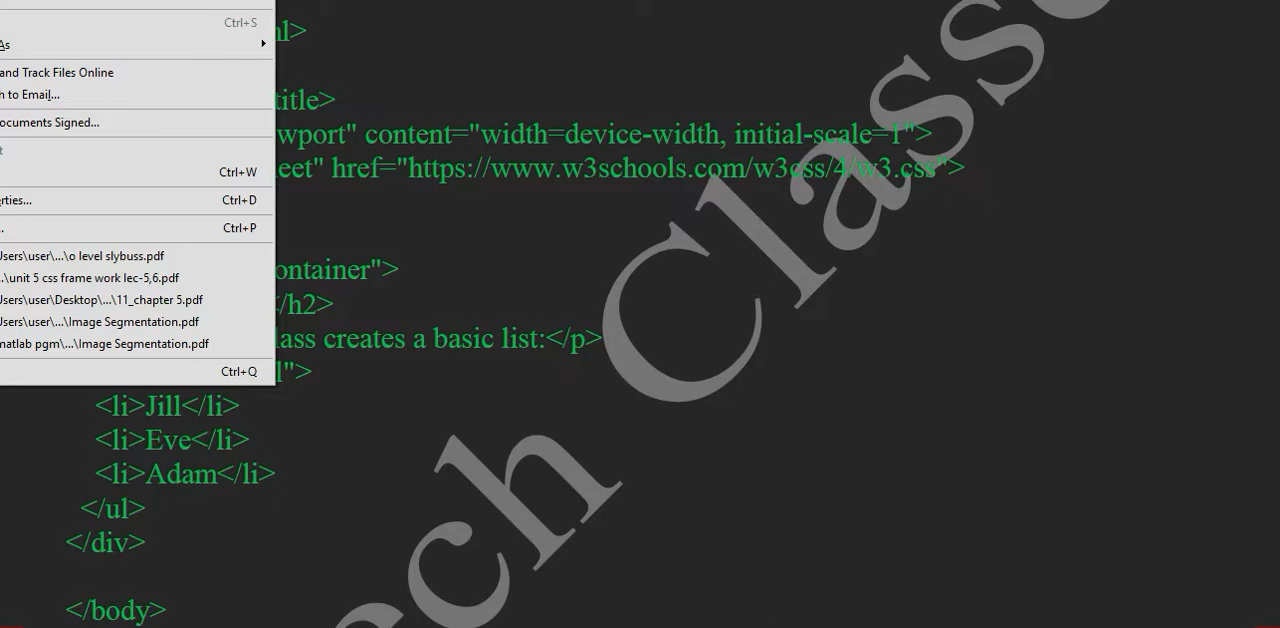 Ctrl+S
As
and Track Files Online
h to Email...
ocuments Signed...
t
Ctrl+W
rties... Ctrl+D
.. Ctrl+P
Users\user\...\o level slybuss.pdf
..\unit 5 css frame work lec-5,6.pdf
Users\user\Desktop\...\11_chapter 5.pdf
Users\user\...\Image Segmentation.pdf
matlab pgm\...\Image Segmentation.pdf
Ctrl+Q
nl>
title>
wport" content="width=device-width, initial-scale=1">
eet" href="https://www.w3schools.com/w3css/4/w3.css">
ontainer">
/h2>
lass creates a basic list:</p>
l">
<li>Jill</li>
<li>Eve</li>
<li>Adam</li>
</ul>
</div>
</body>
ech Classe